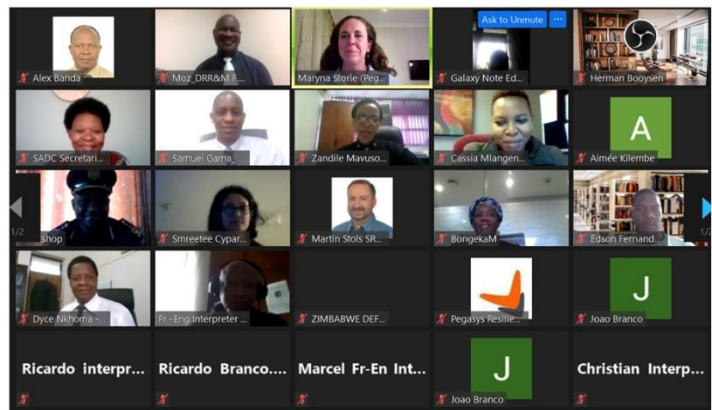 Ask to Unmute ...
Alex Banda
Moz_DRR&M F...
Maryna Storie (Peg...
Galaxy Note Ed...
Herman Booysen
SADC Secretari...
Samuel Gama_...
Zandile Mavuso...
Cassia Mlangen...
A
Aimée Kilembe
1/2
shop
Smreetee Cypar...
Martin Stols SR...
BongekaM
Edson Fernand...
1/2
Dyce Nkhoma -...
Fr -Eng Interpreter ...
ZIMBABWE DEF...
Pegasys Resilie...
J
Joao Branco
Ricardo interpr...
Ricardo Branco....
Marcel Fr-En Int...
J
Joao Branco
Christian Interp...